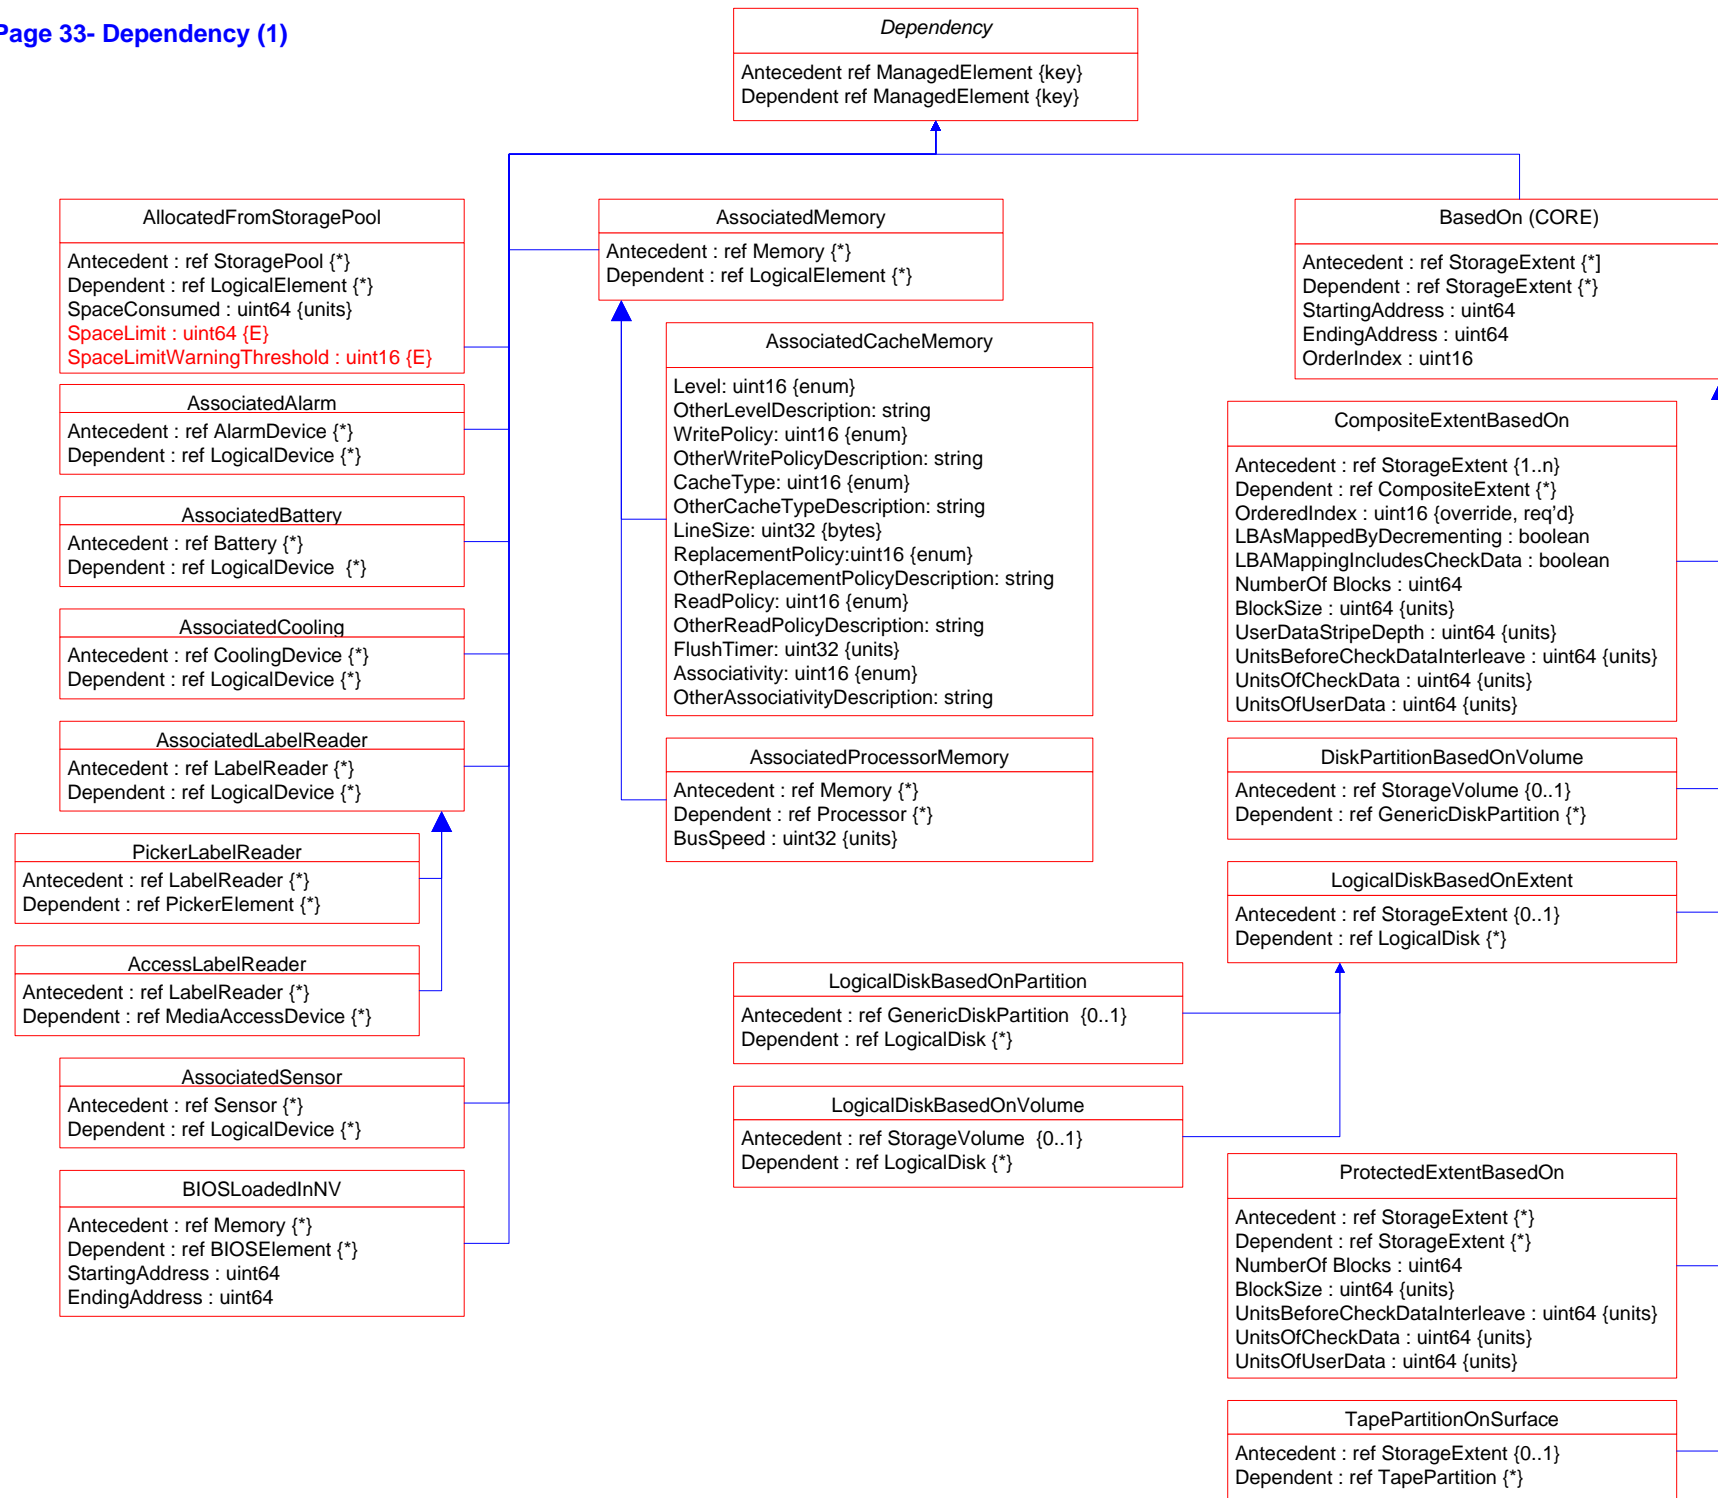 Page 33- Dependency (1)
Dependency
Antecedent ref ManagedElement {key}
Dependent ref ManagedElement {key}
AllocatedFromStoragePool
Antecedent : ref StoragePool {*}
Dependent : ref LogicalElement {*}
SpaceConsumed : uint64 {units}
SpaceLimit : uint64 {E}
SpaceLimitWarningThreshold : uint16 {E}
AssociatedAlarm
Antecedent : ref AlarmDevice {*}
Dependent : ref LogicalDevice {*}
AssociatedBattery
Antecedent : ref Battery {*}
Dependent : ref LogicalDevice  {*}
AssociatedCooling
Antecedent : ref CoolingDevice {*}
Dependent : ref LogicalDevice {*}
AssociatedLabelReader
Antecedent : ref LabelReader {*}
Dependent : ref LogicalDevice {*}
PickerLabelReader
Antecedent : ref LabelReader {*}
Dependent : ref PickerElement {*}
AccessLabelReader
Antecedent : ref LabelReader {*}
Dependent : ref MediaAccessDevice {*}
AssociatedSensor
Antecedent : ref Sensor {*}
Dependent : ref LogicalDevice {*}
BIOSLoadedInNV
Antecedent : ref Memory {*}
Dependent : ref BIOSElement {*}
StartingAddress : uint64
EndingAddress : uint64
AssociatedMemory
Antecedent : ref Memory {*}
Dependent : ref LogicalElement {*}
AssociatedCacheMemory
Level: uint16 {enum}
OtherLevelDescription: string
WritePolicy: uint16 {enum}
OtherWritePolicyDescription: string
CacheType: uint16 {enum}
OtherCacheTypeDescription: string
LineSize: uint32 {bytes}
ReplacementPolicy:uint16 {enum}
OtherReplacementPolicyDescription: string
ReadPolicy: uint16 {enum}
OtherReadPolicyDescription: string
FlushTimer: uint32 {units}
Associativity: uint16 {enum}
OtherAssociativityDescription: string
AssociatedProcessorMemory
Antecedent : ref Memory {*}
Dependent : ref Processor {*}
BusSpeed : uint32 {units}
LogicalDiskBasedOnPartition
Antecedent : ref GenericDiskPartition  {0..1}
Dependent : ref LogicalDisk {*}
LogicalDiskBasedOnVolume
Antecedent : ref StorageVolume  {0..1}
Dependent : ref LogicalDisk {*}
BasedOn (CORE)
Antecedent : ref StorageExtent {*]
Dependent : ref StorageExtent {*}
StartingAddress : uint64
EndingAddress : uint64
OrderIndex : uint16
CompositeExtentBasedOn
Antecedent : ref StorageExtent {1..n}
Dependent : ref CompositeExtent {*}
OrderedIndex : uint16 {override, req’d}
LBAsMappedByDecrementing : boolean
LBAMappingIncludesCheckData : boolean
NumberOf Blocks : uint64
BlockSize : uint64 {units}
UserDataStripeDepth : uint64 {units}
UnitsBeforeCheckDataInterleave : uint64 {units}
UnitsOfCheckData : uint64 {units}
UnitsOfUserData : uint64 {units}
DiskPartitionBasedOnVolume
Antecedent : ref StorageVolume {0..1}
Dependent : ref GenericDiskPartition {*}
LogicalDiskBasedOnExtent
Antecedent : ref StorageExtent {0..1}
Dependent : ref LogicalDisk {*}
ProtectedExtentBasedOn
Antecedent : ref StorageExtent {*}
Dependent : ref StorageExtent {*}
NumberOf Blocks : uint64
BlockSize : uint64 {units}
UnitsBeforeCheckDataInterleave : uint64 {units}
UnitsOfCheckData : uint64 {units}
UnitsOfUserData : uint64 {units}
TapePartitionOnSurface
Antecedent : ref StorageExtent {0..1}
Dependent : ref TapePartition {*}